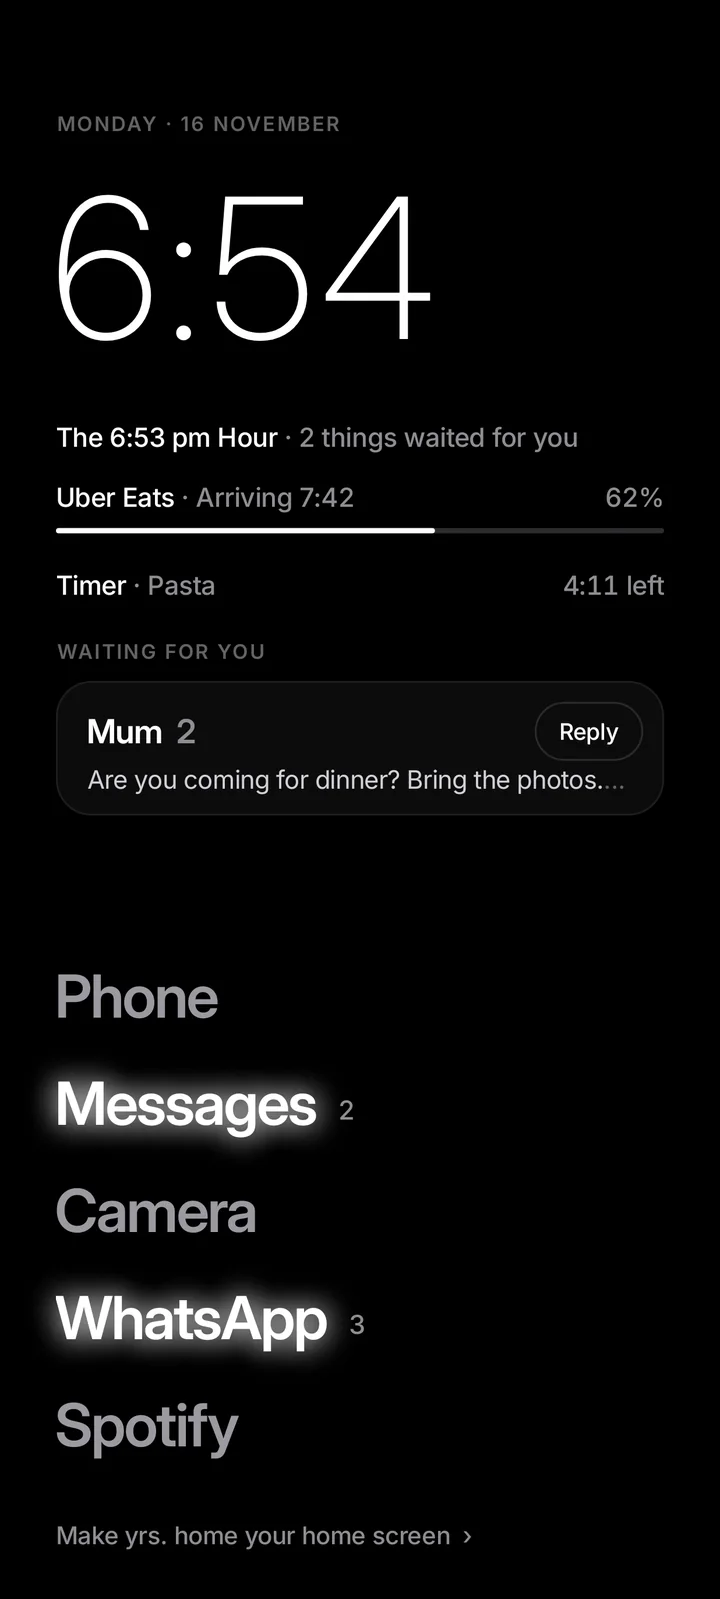 MONDAY · 16 NOVEMBER
6:54
The 6:53 pm Hour · 2 things waited for you
Uber Eats · Arriving 7:42 62%
Timer · Pasta 4:11 left
WAITING FOR YOU
Mum 2 Reply
Are you coming for dinner? Bring the photos....
Phone
Messages 2
Camera
WhatsApp 3
Spotify
Make yrs. home your home screen ›